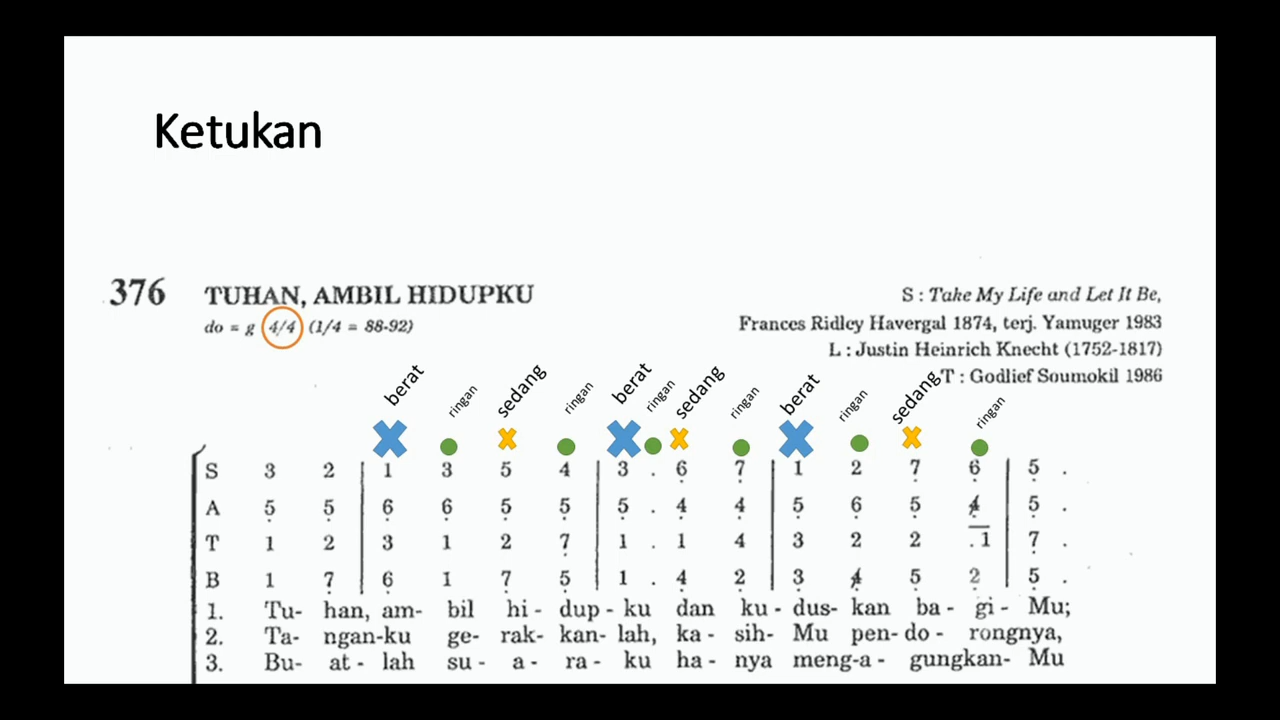 Ketukan
376 TUHAN, AMBIL HIDUPKU
do = g 4/4 (1/4 = 88-92)
S : Take My Life and Let It Be,
Frances Ridley Havergal 1874, terj. Yamuger 1983
L : Justin Heinrich Knecht (1752-1817)
T : Godlief Soumokil 1986
berat ringan sedang ringan berat ringan sedang ringan berat ringan sedang ringan
S 3 2 | 1 3 5 4 | 3 . 6̣ 7̣ | 1 2 7̣ 6̣ | 5̣ .
A 5̣ 5̣ | 6̣ 6̣ 5̣ 5̣ | 5̣ . 4̣ 4̣ | 5̣ 6̣ 5̣ 4̣ | 5̣ .
T 1 2 | 3 1 2 7̣ | 1 . 1 4 | 3 2 2 .1 | 7̣ .
B 1 7̣ | 6̣ 1 7̣ 5̣ | 1 . 4̣ 2̣ | 3̣ 4̣ 5̣ 2̣ | 5̣ .
1. Tu- han, am- bil hi - dup - ku dan ku - dus- kan ba - gi - Mu;
2. Ta- ngan-ku ge- rak- kan- lah, ka - sih- Mu pen- do - rongnya,
3. Bu- at - lah su - a - ra - ku ha - nya meng-a - gungkan- Mu